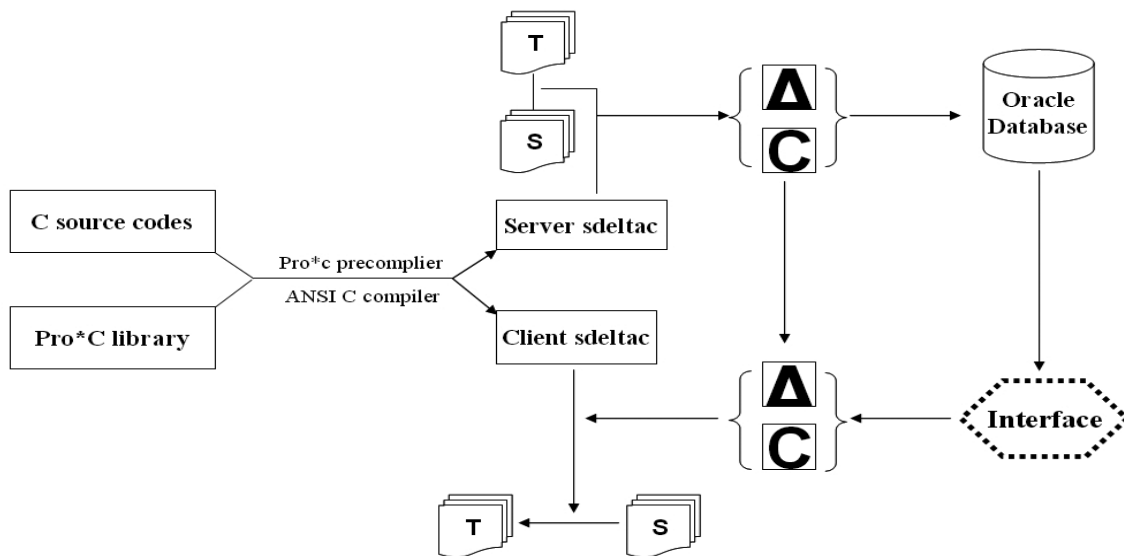 T
S
Δ
C
Oracle
Database
C source codes
Server sdeltac
Pro*c precomplier
ANSI C compiler
Pro*C library
Client sdeltac
Δ
C
Interface
T
S